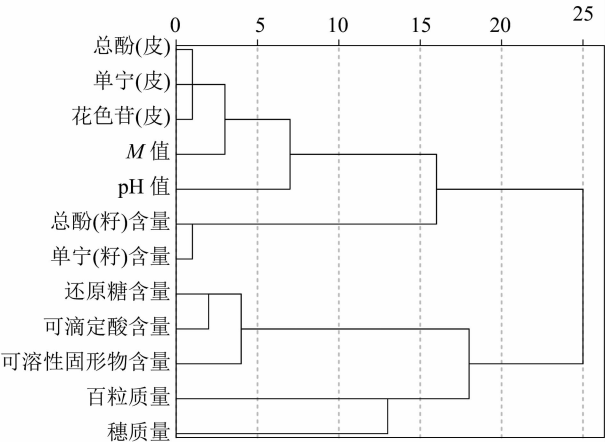 0 5 10 15 20 25
总酚(皮)
单宁(皮)
花色苷(皮)
M 值
pH 值
总酚(籽)含量
单宁(籽)含量
还原糖含量
可滴定酸含量
可溶性固形物含量
百粒质量
穗质量